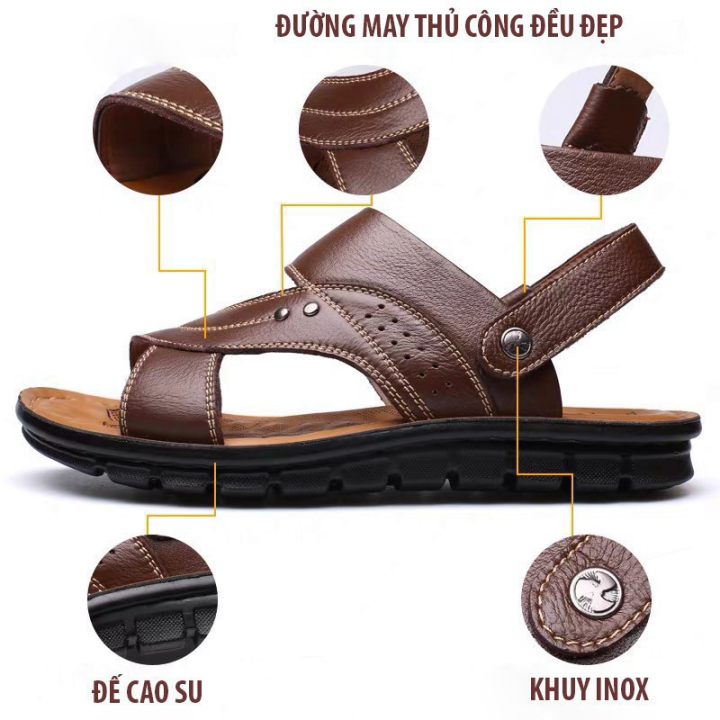 ĐƯỜNG MAY THỦ CÔNG ĐỀU ĐẸP
ĐẾ CAO SU
KHUY INOX